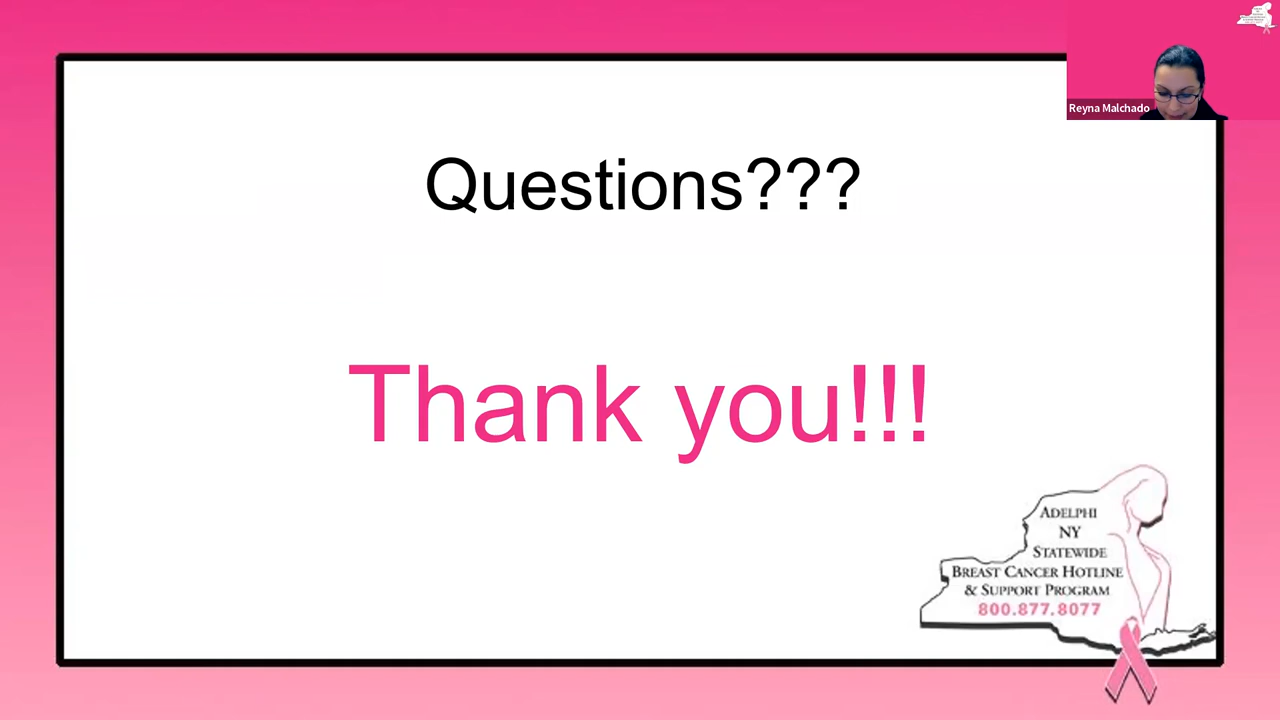 Reyna Malchado
Questions???
Thank you!!!
ADELPHI
NY
STATEWIDE
BREAST CANCER HOTLINE
& SUPPORT PROGRAM
800.877.8077